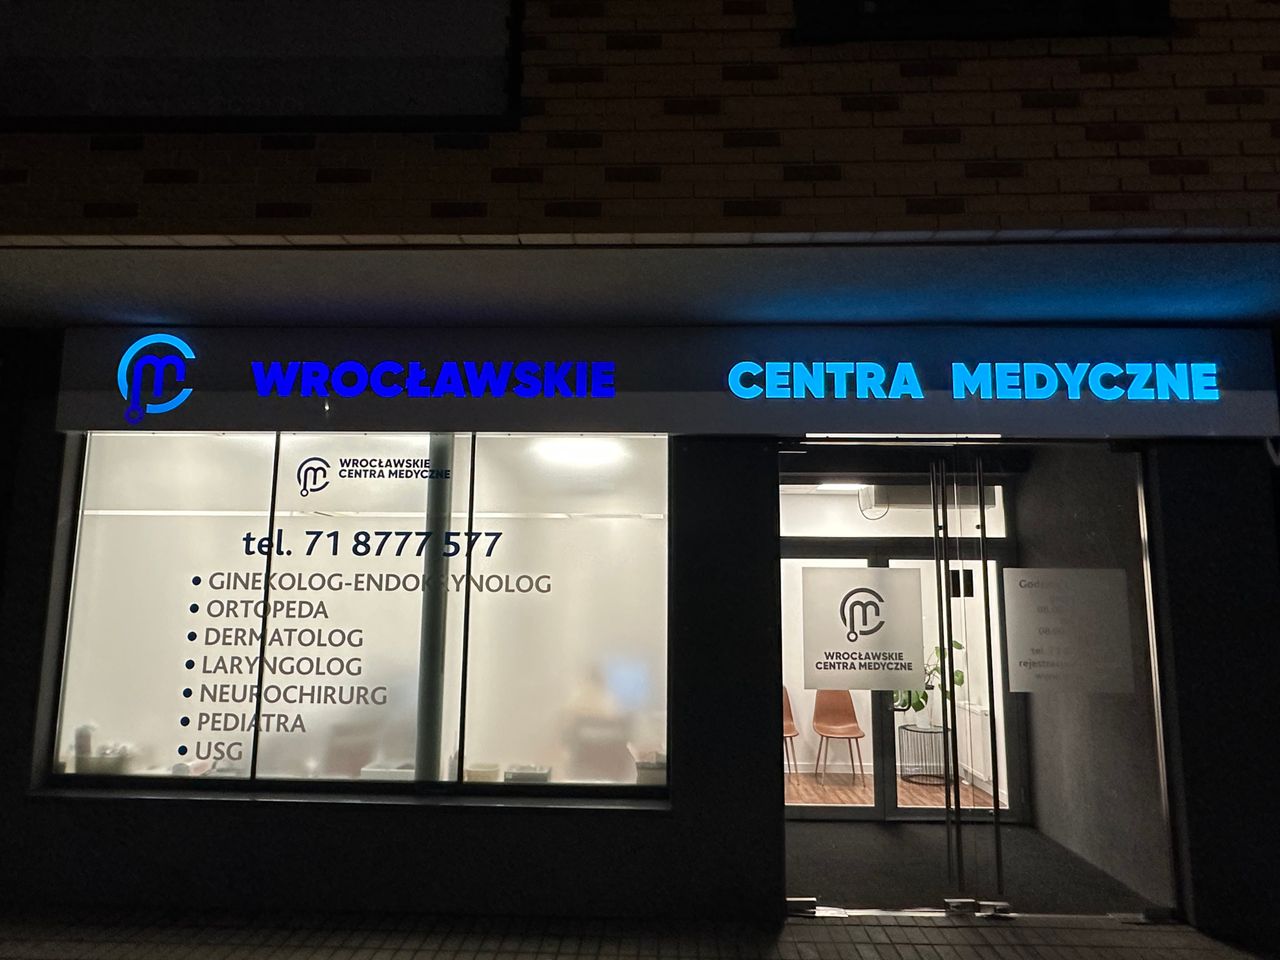 WROCŁAWSKIE CENTRA MEDYCZNE
WROCŁAWSKIE
CENTRA MEDYCZNE
tel. 71 8777 577
• GINEKOLOG-ENDOKRYNOLOG
• ORTOPEDA
• DERMATOLOG
• LARYNGOLOG
• NEUROCHIRURG
• PEDIATRA
• USG
WROCŁAWSKIE
CENTRA MEDYCZNE